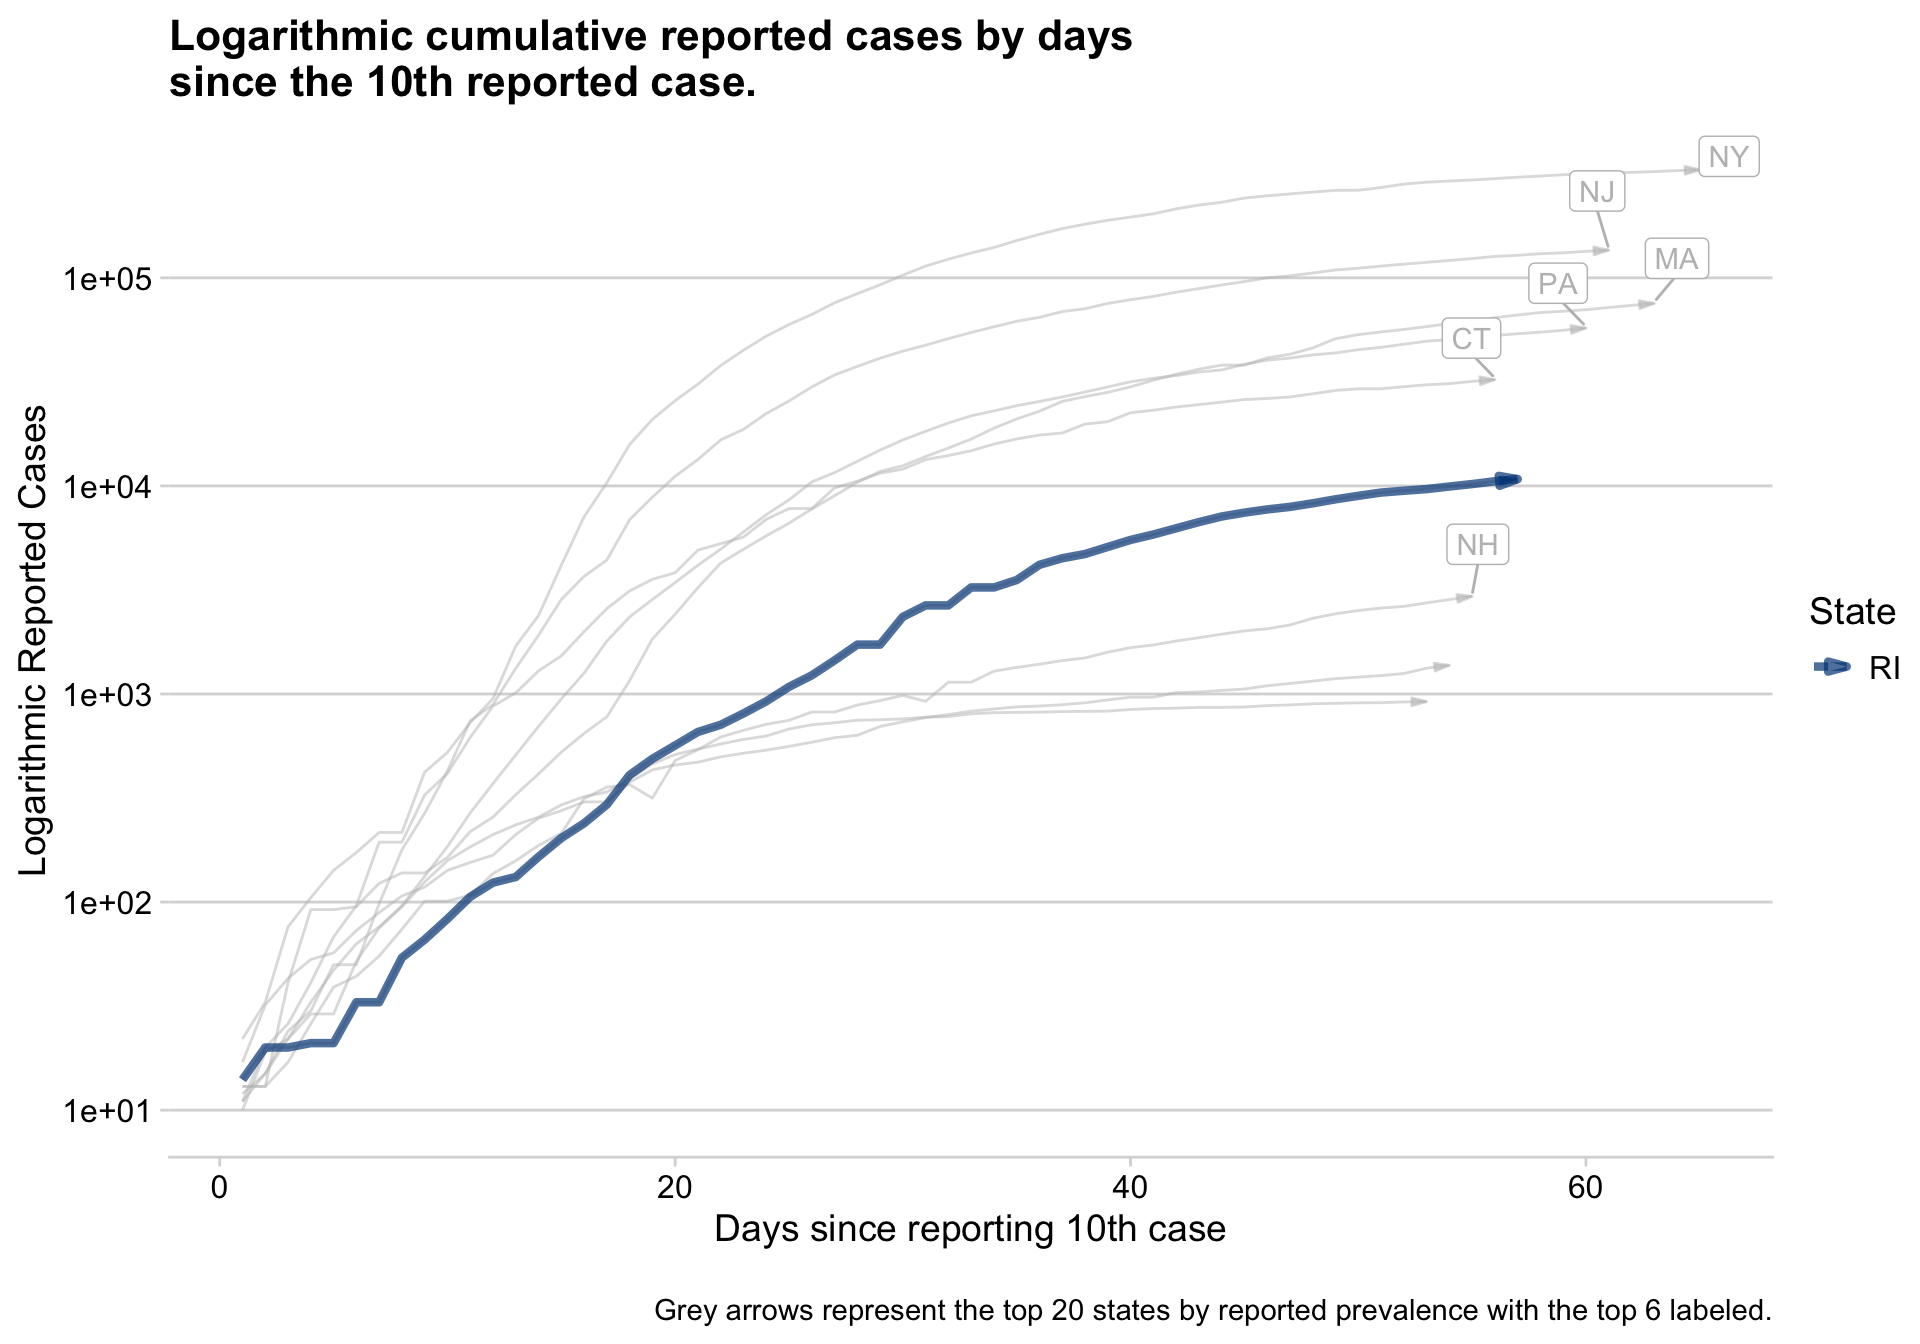 Logarithmic cumulative reported cases by days
since the 10th reported case.
NY
NJ
MA
PA
CT
NH
1e+05
1e+04
1e+03
1e+02
1e+01
Logarithmic Reported Cases
State
RI
0 20 40 60
Days since reporting 10th case
Grey arrows represent the top 20 states by reported prevalence with the top 6 labeled.